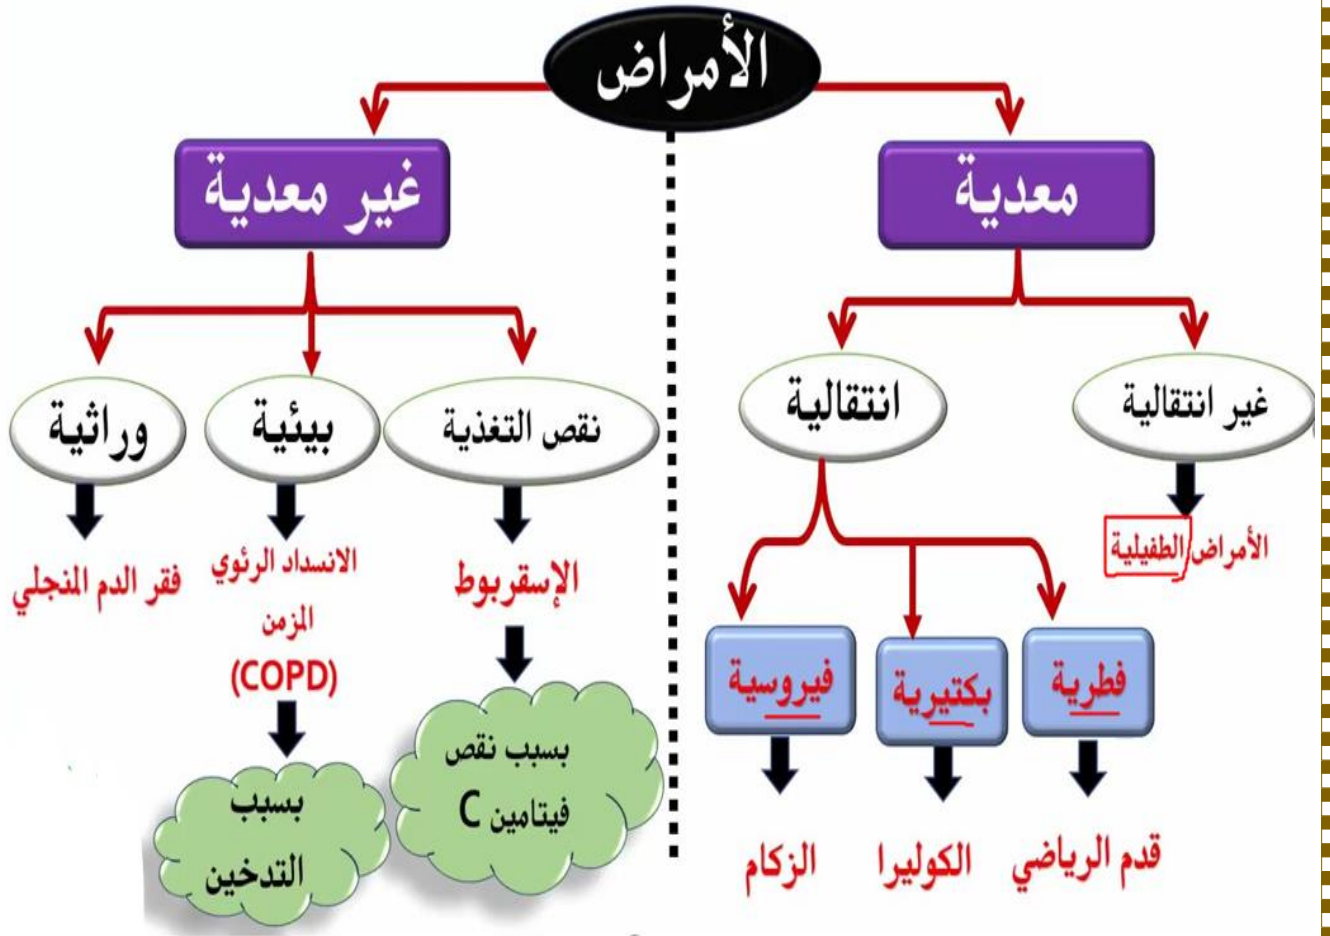 الأمراض
معدية
غير معدية
غير انتقالية
انتقالية
نقص التغذية
بيئية
وراثية
الأمراض الطفيلية
فطرية
بكتيرية
فيروسية
قدم الرياضي
الكوليرا
الزكام
الإسقربوط
بسبب نقص
فيتامين C
الانسداد الرئوي
المزمن
(COPD)
بسبب
التدخين
فقر الدم المنجلي